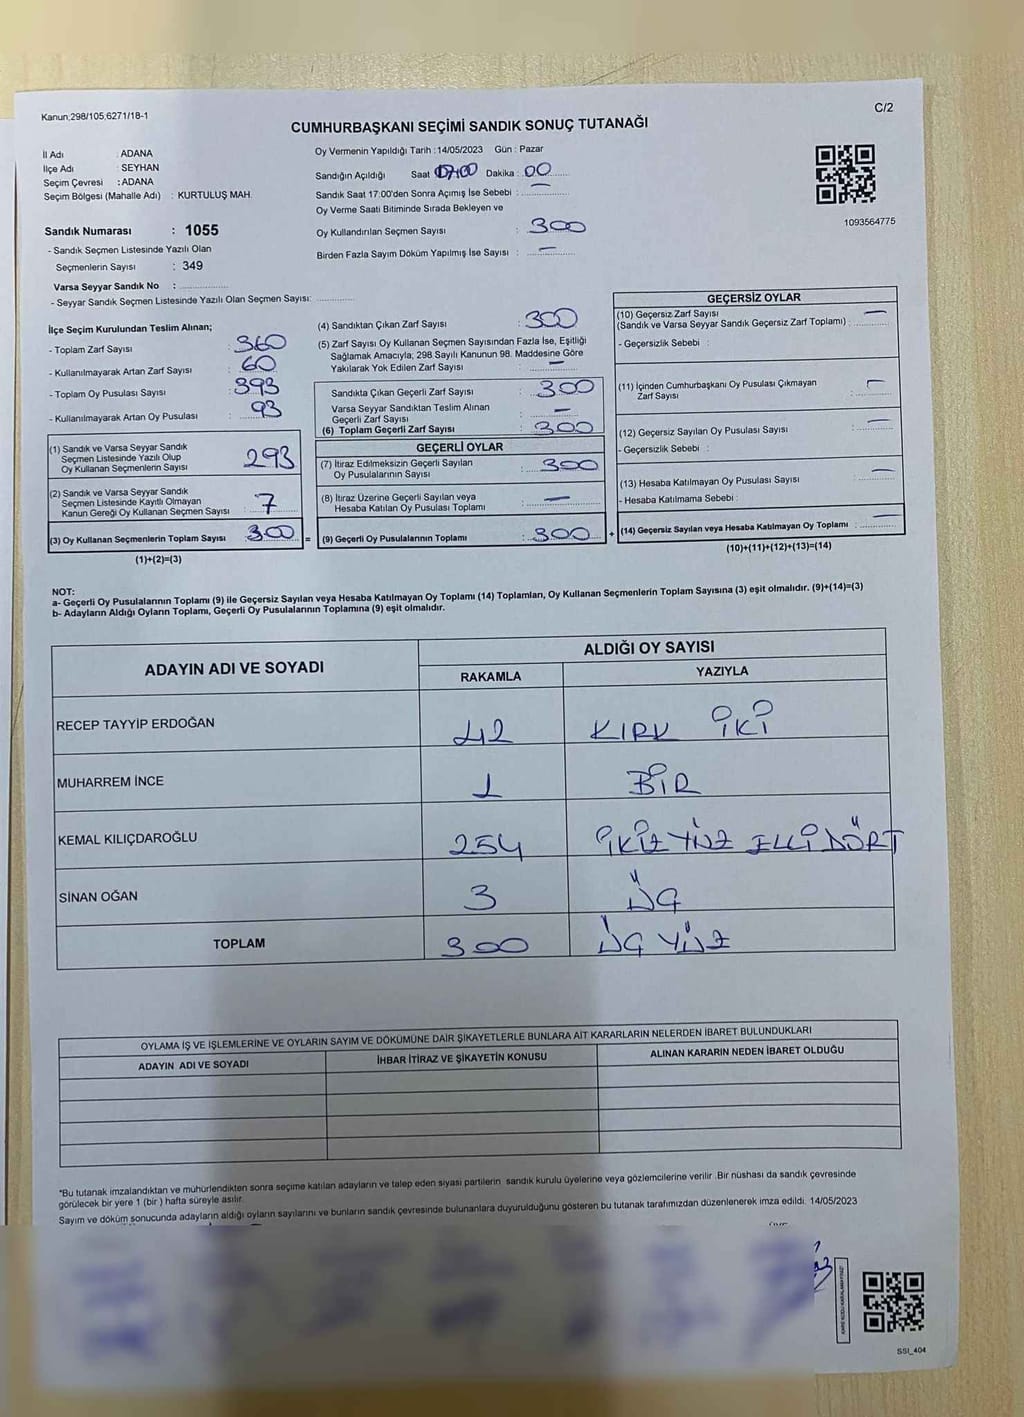 Kanun;298/105;6271/18-1
C/2
CUMHURBAŞKANI SEÇİMİ SANDIK SONUÇ TUTANAĞI
İl Adı : ADANA
İlçe Adı : SEYHAN
Seçim Çevresi : ADANA
Seçim Bölgesi (Mahalle Adı) : KURTULUŞ MAH.
Sandık Numarası : 1055
- Sandık Seçmen Listesinde Yazılı Olan
Seçmenlerin Sayısı : 349
Varsa Seyyar Sandık No :
- Seyyar Sandık Seçmen Listesinde Yazılı Olan Seçmen Sayısı:
Oy Vermenin Yapıldığı Tarih :14/05/2023 Gün : Pazar
Sandığın Açıldığı Saat 17:00 Dakika : 00
Sandık Saat 17:00'den Sonra Açımış İse Sebebi : —
Oy Verme Saati Bitiminde Sırada Bekleyen ve
Oy Kullandırılan Seçmen Sayısı : 300
Birden Fazla Sayım Döküm Yapılmış İse Sayısı : —
1093564775
İlçe Seçim Kurulundan Teslim Alınan;
- Toplam Zarf Sayısı : 360
- Kullanılmayarak Artan Zarf Sayısı : 60
- Toplam Oy Pusulası Sayısı : 393
- Kullanılmayarak Artan Oy Pusulası : 93
(1) Sandık ve Varsa Seyyar Sandık
Seçmen Listesinde Yazılı Olup
Oy Kullanan Seçmenlerin Sayısı : 293
(2) Sandık ve Varsa Seyyar Sandık
Seçmen Listesinde Kayıtlı Olmayan
Kanun Gereği Oy Kullanan Seçmen Sayısı : 7
(3) Oy Kullanan Seçmenlerin Toplam Sayısı : 300 =
(1)+(2)=(3)
(4) Sandıktan Çıkan Zarf Sayısı : 300
(5) Zarf Sayısı Oy Kullanan Seçmen Sayısından Fazla İse, Eşitliği
Sağlamak Amacıyla; 298 Sayılı Kanunun 98. Maddesine Göre
Yakılarak Yok Edilen Zarf Sayısı : —
Sandıkta Çıkan Geçerli Zarf Sayısı : 300
Varsa Seyyar Sandıktan Teslim Alınan
Geçerli Zarf Sayısı : —
(6) Toplam Geçerli Zarf Sayısı : 300
GEÇERLİ OYLAR
(7) İtiraz Edilmeksizin Geçerli Sayılan
Oy Pusulalarının Sayısı : 300
(8) İtiraz Üzerine Geçerli Sayılan veya
Hesaba Katılan Oy Pusulası Toplamı : —
(9) Geçerli Oy Pusulalarının Toplamı : 300 +
GEÇERSİZ OYLAR
(10) Geçersiz Zarf Sayısı
(Sandık ve Varsa Seyyar Sandık Geçersiz Zarf Toplamı) : —
- Geçersizlik Sebebi :
(11) İçinden Cumhurbaşkanı Oy Pusulası Çıkmayan
Zarf Sayısı : —
(12) Geçersiz Sayılan Oy Pusulası Sayısı : —
- Geçersizlik Sebebi :
(13) Hesaba Katılmayan Oy Pusulası Sayısı : —
- Hesaba Katılmama Sebebi :
(14) Geçersiz Sayılan veya Hesaba Katılmayan Oy Toplamı : —
(10)+(11)+(12)+(13)=(14)
NOT:
a- Geçerli Oy Pusulalarının Toplamı (9) ile Geçersiz Sayılan veya Hesaba Katılmayan Oy Toplamı (14) Toplamları, Oy Kullanan Seçmenlerin Toplam Sayısına (3) eşit olmalıdır. (9)+(14)=(3)
b- Adayların Aldığı Oyların Toplamı, Geçerli Oy Pusulalarının Toplamına (9) eşit olmalıdır.
ADAYIN ADI VE SOYADI
ALDIĞI OY SAYISI
RAKAMLA YAZIYLA
RECEP TAYYİP ERDOĞAN 42 KIRK İKİ
MUHARREM İNCE 1 BİR
KEMAL KILIÇDAROĞLU 254 İKİZ YÜZ ELLİ DÖRT
SİNAN OĞAN 3 ÜÇ
TOPLAM 300 ÜÇ YÜZ
OYLAMA İŞ VE İŞLEMLERİNE VE OYLARIN SAYIM VE DÖKÜMÜNE DAİR ŞİKAYETLERLE BUNLARA AİT KARARLARIN NELERDEN İBARET BULUNDUKLARI
ADAYIN ADI VE SOYADI İHBAR İTİRAZ VE ŞİKAYETİN KONUSU ALINAN KARARIN NEDEN İBARET OLDUĞU
*Bu tutanak imzalandıktan ve mühürlendikten sonra seçime katılan adayların ve talep eden siyasi partilerin sandık kurulu üyelerine veya gözlemcilerine verilir .Bir nüshası da sandık çevresinde
görülecek bir yere 1 (bir ) hafta süreyle asılır.
Sayım ve döküm sonucunda adayların aldığı oyların sayılarını ve bunların sandık çevresinde bulunanlara duyurulduğunu gösteren bu tutanak tarafımızdan düzenlenerek imza edildi. 14/05/2023
SSI_404